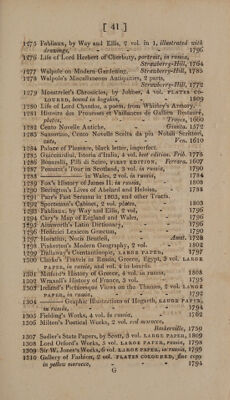 [ 41 ]
1275 Fabliaux, by Way and Ellis, 2 vol. in 1, illustrated with
drawings, - - - 1796
1276 Life of Lord Herbert of Cherbury, portrait, in russia,
Strawberry-Hill, 1764
1277 Walpole on Modern Gardening. Strawberry-Hill, 1785
1278 Walpole's Miscellaneous Antiquities, 2 parts,
Strawberry-Hill, 1772
1279 Monstrelet's Chronicles, by Johnes, 4 vol. PLATES CO-
LOURED, bound in hogskin, 1809
1280 Life of Lord Chandos, a poem, from Whitley's Armory
1281 Histoire des Prouesses et Vaillances de Gallien Restauré,
plates, - Troyes, 1660
1282 Cento Novelle Antiche, - Genoua, 1572
1283 Sansovino, Cento Novelle Scelte da piu Nobili Scrittori,
cuts, - - Ven. 1610
1284 Palace of Pleasure, black letter, imperfect.
1285 Guicciardini, Istoria d'Italia, 4 vol. best edition. Frib. 1775
1286 Boccacii, Pili di Salce, FIRST EDITION, Ferrara, 1607
1287 Pennant's Tour in Scotland, 3 vol. in russia, 1790
1288 —— in Wales, 2 vol. in russia, 1784
1289 Fox's History of James II. in russia, 1808
1290 Berington's Lives of Abelard and Heloisa, 1788
1291 Parr's Fast Sermon in 1803, and other Tracts.
1292 Sportsman's Cabinet, 2 vol. plates, 1803
1293 Fabliaux, by Way and Ellis, 2 vol, 1796
1294 Cary's Map of England and Wales, 1796
1295 Ainsworth's Latin Dictionary, 1796
1296 Hederici Lexicon Græcum, 1790
1297 Horatius, Notis Bentleii, Amst. 1728
1298 Pinkerton's Modern Geography, 2 vol. 1802
1299 Dallaway's Constantinople, LARGE PAPER, 1797
1300 Clarke's Travels in Russia, Greece, Egypt, 3 vol. LARGE
PAPER, in russia, and vol. 4 in boards.
1301 Mitford's History of Greece, 4 vol. in russia, 1808
1302 Wraxall's History of France, 3 vol. 1795
1303 Ireland's Picturesque Views on the Thames, 2 vol. LARGE
PAPER, in russia, 1792
1304 —— Graphic Illustrations of Hogarth, LARGE PAPER,
in russia, 1794
1305 Fielding's Works, 4 vol. in russia, 1762
1306 Milton's Poetical Works, 2 vol. red morocco,
Baskerville, 1759
1307 Sadler's State Papers, by Scott, 3 vol. LARGE PAPER, 1809
1308 Lord Orford's Works, 5 vol. LARGE PAPER, in russia, 1798
1309 Sir W. Jones's Works, 6 vol. LARGE PAPER, in russia, 1799
1310 Gallery of Fashion, 2 vol. PLATES COLOURED, fine copy
in yellow morocco, - - 1794
G